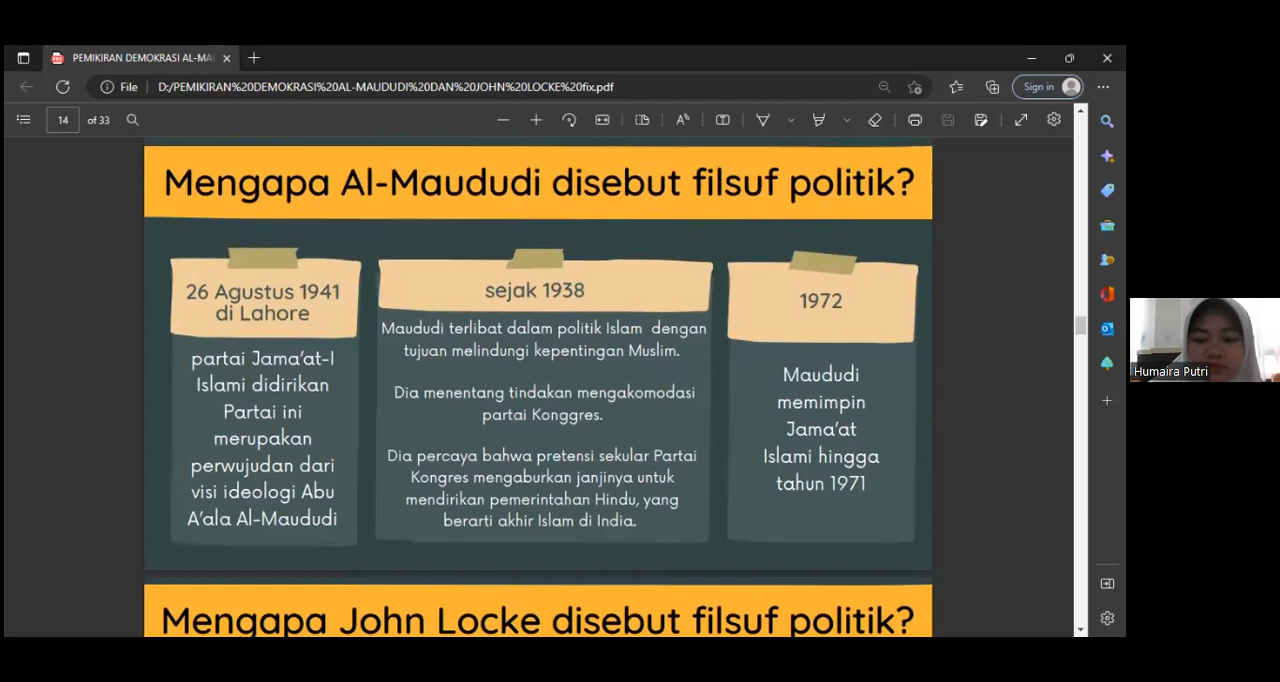 PEMIKIRAN DEMOKRASI AL-MA
File
D:/PEMIKIRAN%20DEMOKRASI%20AL-MAUDUDI%20DAN%20JOHN%20LOCKE%20fix.pdf
Sign in
14 of 33
Mengapa Al-Maududi disebut filsuf politik?
26 Agustus 1941
di Lahore
partai Jama'at-I
Islami didirikan
Partai ini
merupakan
perwujudan dari
visi ideologi Abu
A'ala Al-Maududi
sejak 1938
Maududi terlibat dalam politik Islam dengan
tujuan melindungi kepentingan Muslim.
Dia menentang tindakan mengakomodasi
partai Konggres.
Dia percaya bahwa pretensi sekular Partai
Kongres mengaburkan janjinya untuk
mendirikan pemerintahan Hindu, yang
berarti akhir Islam di India.
1972
Maududi
memimpin
Jama'at
Islami hingga
tahun 1971
Mengapa John Locke disebut filsuf politik?
Humaira Putri